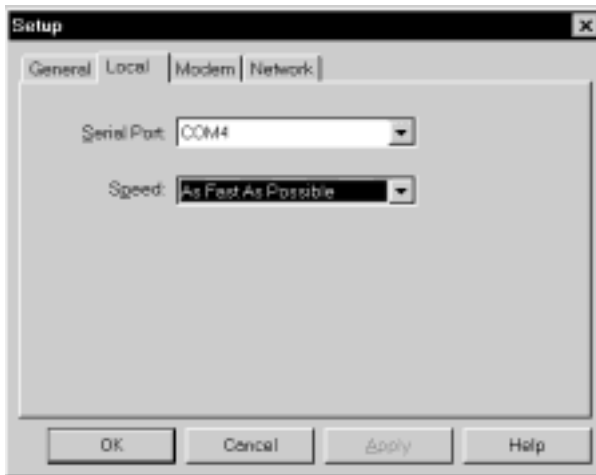 Setup
General Local Modem Network
Serial Port: COM4
Speed: As Fast As Possible
OK Cancel Apply Help